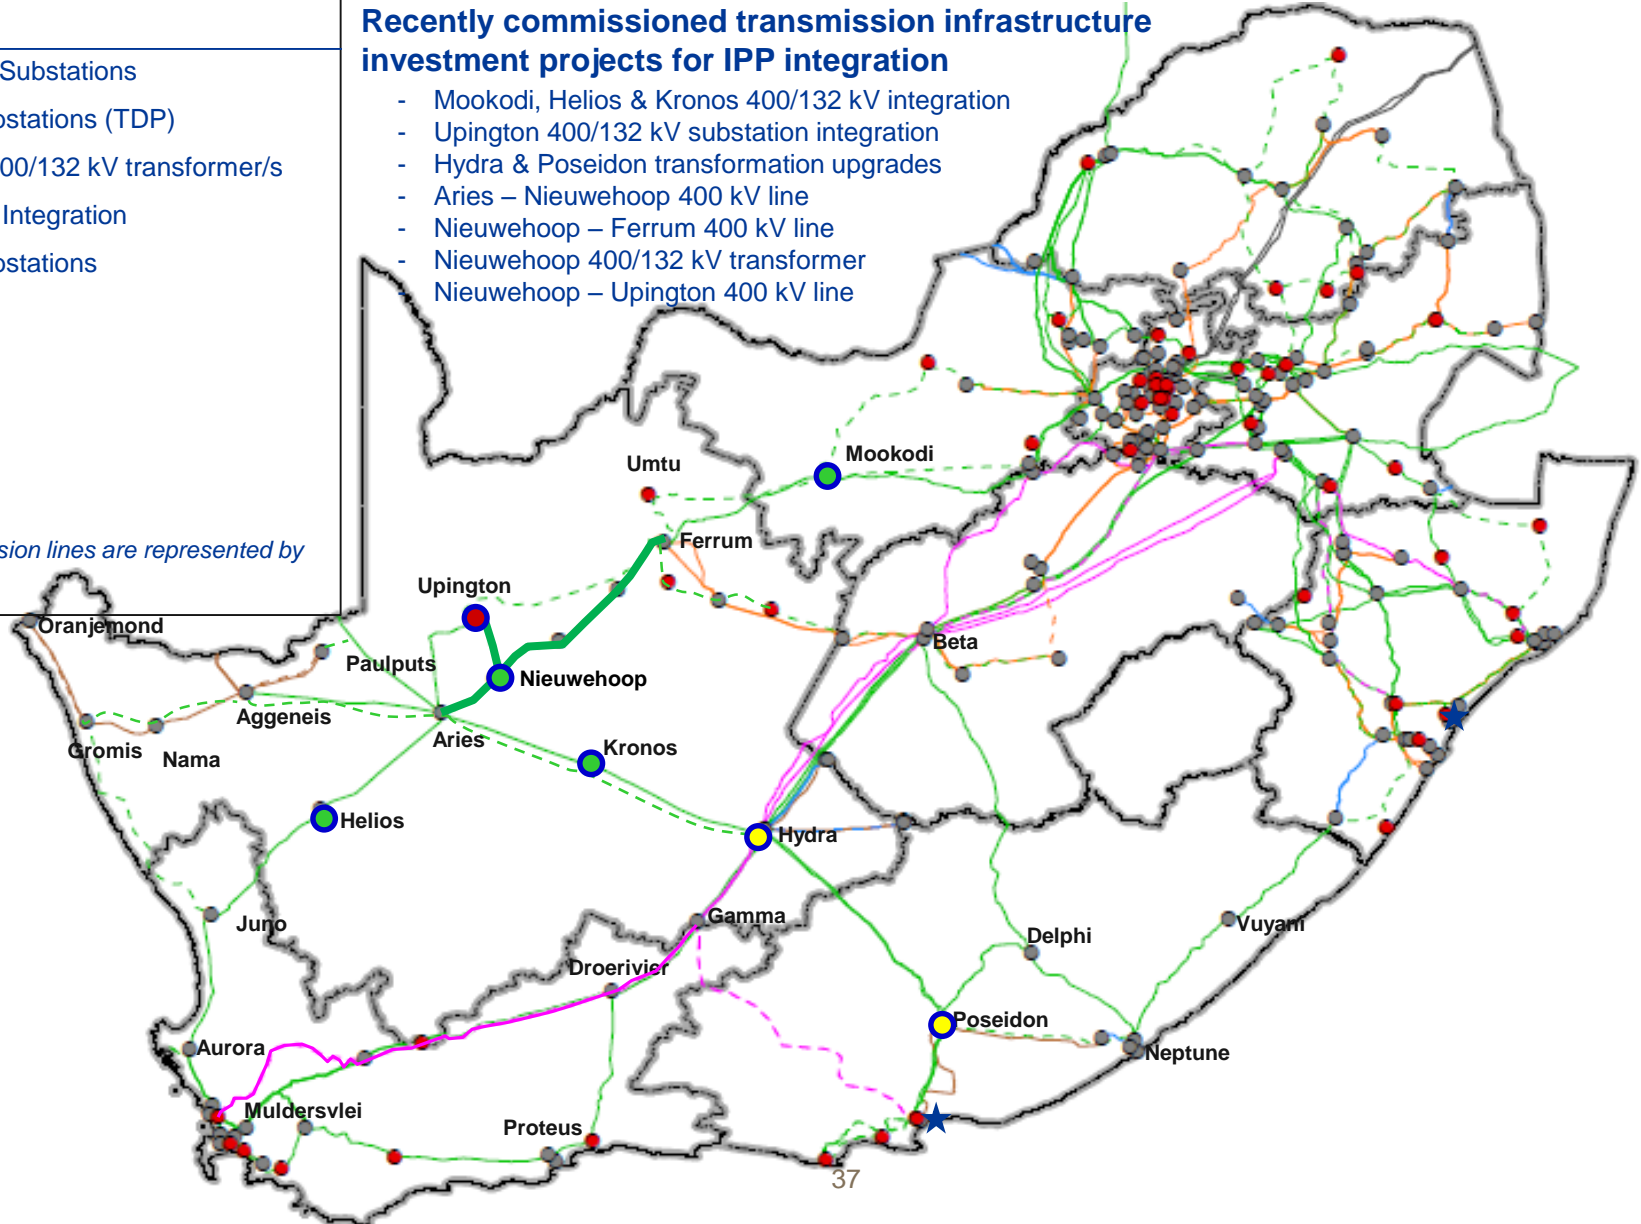 Recently commissioned transmission infrastructure
investment projects for IPP integration
- Mookodi, Helios & Kronos 400/132 kV integration
- Upington 400/132 kV substation integration
- Hydra & Poseidon transformation upgrades
- Aries – Nieuwehoop 400 kV line
- Nieuwehoop – Ferrum 400 kV line
- Nieuwehoop 400/132 kV transformer
- Nieuwehoop – Upington 400 kV line
Substations
ostations (TDP)
00/132 kV transformer/s
Integration
ostations
sion lines are represented by
Mookodi
Umtu
Ferrum
Upington
Oranjemond
Beta
Paulputs
Nieuwehoop
Aggeneis
Aries
Gromis
Nama
Kronos
Helios
Hydra
Juno
Gamma
Vuyani
Delphi
Droerivier
Poseidon
Aurora
Neptune
Muldersvlei
Proteus
37